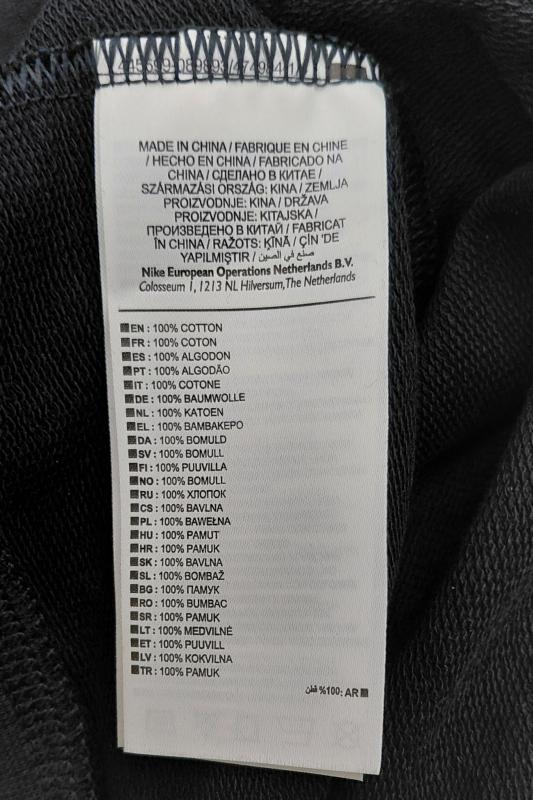 MADE IN CHINA / FABRIQUE EN CHINE
/ HECHO EN CHINA / FABRICADO NA
CHINA / СДЕЛАНО В КИТАЕ /
SZÁRMAZÁSI ORSZÁG: KINA / ZEMLJA
PROIZVODNJE: KINA / DRŽAVA
PROIZVODNJE: KITAJSKA /
ПРОИЗВЕДЕНО В КИТАЙ / FABRICAT
ÎN CHINA / RAŽOTS: ĶĪNĀ / ÇİN 'DE
YAPILMIŞTIR / صنع في الصين
Nike European Operations Netherlands B.V.
Colosseum 1, 1213 NL Hilversum, The Netherlands
EN : 100% COTTON
FR : 100% COTON
ES : 100% ALGODON
PT : 100% ALGODÃO
IT : 100% COTONE
DE : 100% BAUMWOLLE
NL : 100% KATOEN
EL : 100% ΒΑΜΒΑΚΕΡΟ
DA : 100% BOMULD
SV : 100% BOMULL
FI : 100% PUUVILLA
NO : 100% BOMULL
RU : 100% ХЛОПОК
CS : 100% BAVLNA
PL : 100% BAWEŁNA
HU : 100% PAMUT
HR : 100% PAMUK
SK : 100% BAVLNA
SL : 100% BOMBAŽ
BG : 100% ПАМУК
RO : 100% BUMBAC
SR : 100% PAMUK
LT : 100% MEDVILNĖ
ET : 100% PUUVILL
LV : 100% KOKVILNA
TR : 100% PAMUK
AR :100% قطن